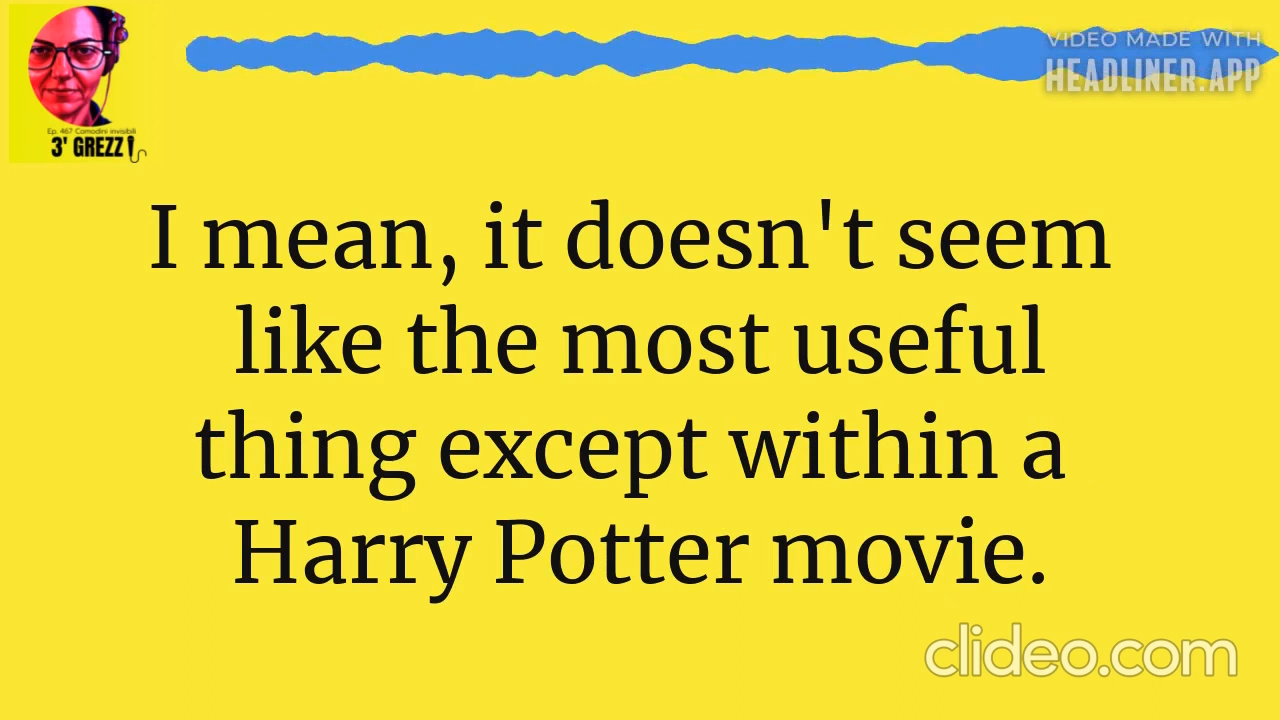 VIDEO MADE WITH
HEADLINER.APP
Ep. 467 Comodini invisibili
3' GREZZI
I mean, it doesn't seem
like the most useful
thing except within a
Harry Potter movie.
clideo.com